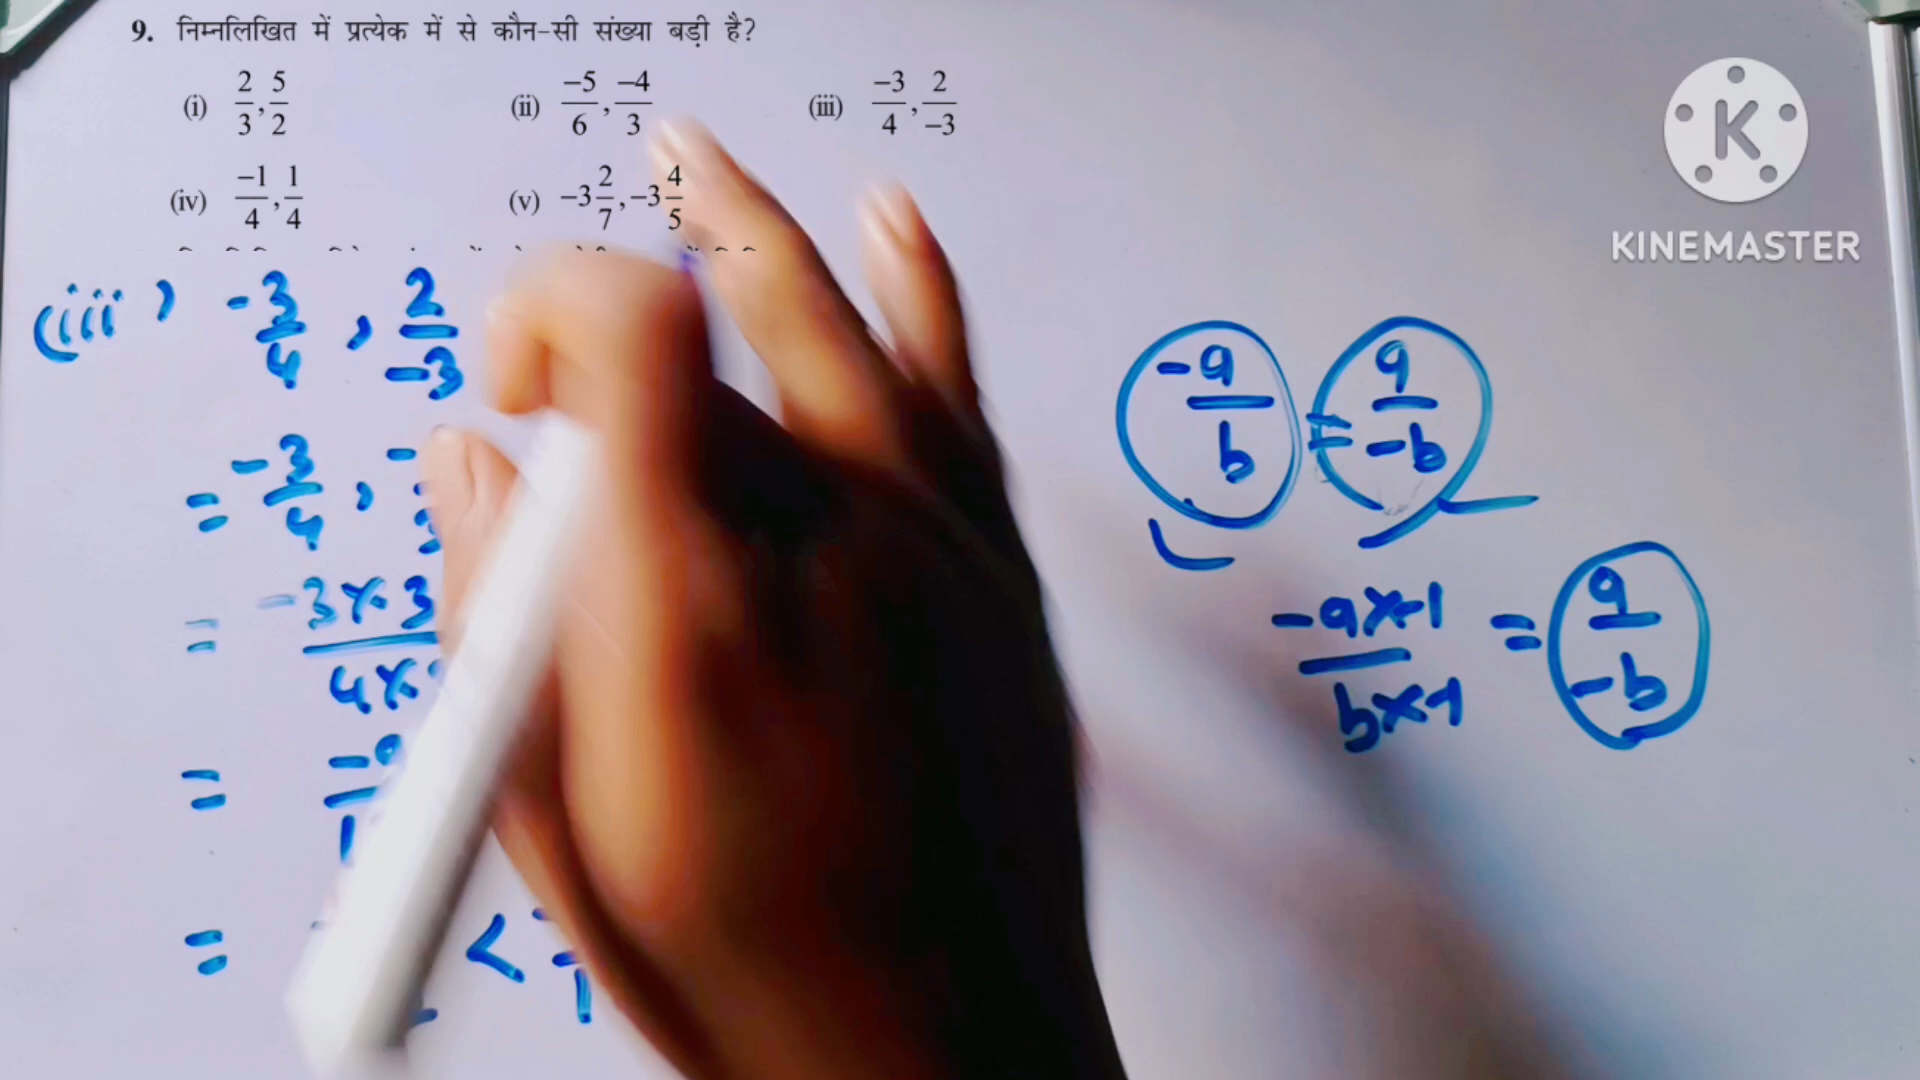 9. निम्नलिखित में प्रत्येक में से कौन-सी संख्या बड़ी है?
(i) 2/3, 5/2 (ii) -5/6, -4/3 (iii) -3/4, 2/-3
(iv) -1/4, 1/4 (v) -3 2/7, -3 4/5
KINEMASTER
(iii) -3/4 , 2/-3
= -3/4 ,
= -3×3
4×
= -9
=
<
-a/b = a/-b
-a×-1/b×-1 = a/-b